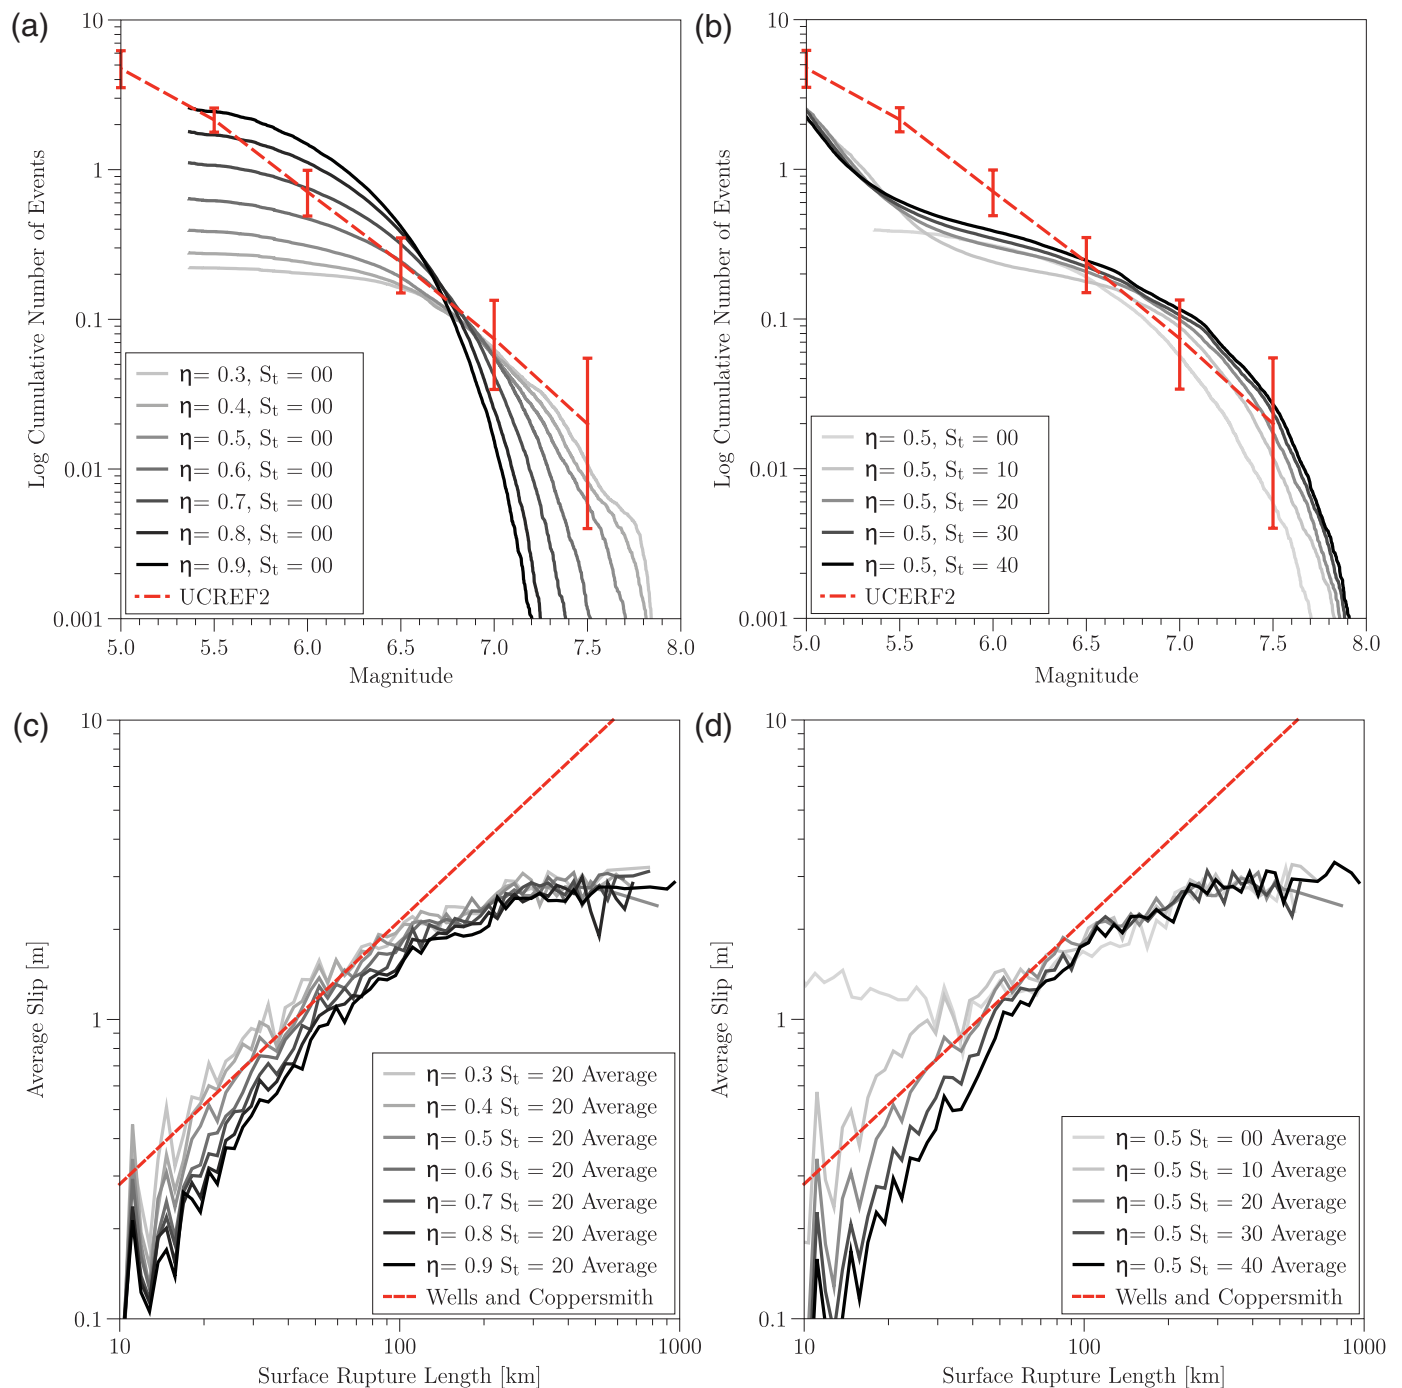 (a)
10
1
0.1
0.01
0.001
Log Cumulative Number of Events
η= 0.3, St = 00
η= 0.4, St = 00
η= 0.5, St = 00
η= 0.6, St = 00
η= 0.7, St = 00
η= 0.8, St = 00
η= 0.9, St = 00
UCREF2
5.0 5.5 6.0 6.5 7.0 7.5 8.0
Magnitude
(b)
10
1
0.1
0.01
0.001
Log Cumulative Number of Events
η= 0.5, St = 00
η= 0.5, St = 10
η= 0.5, St = 20
η= 0.5, St = 30
η= 0.5, St = 40
UCERF2
5.0 5.5 6.0 6.5 7.0 7.5 8.0
Magnitude
(c)
10
1
0.1
Average Slip [m]
η= 0.3 St = 20 Average
η= 0.4 St = 20 Average
η= 0.5 St = 20 Average
η= 0.6 St = 20 Average
η= 0.7 St = 20 Average
η= 0.8 St = 20 Average
η= 0.9 St = 20 Average
Wells and Coppersmith
10 100 1000
Surface Rupture Length [km]
(d)
10
1
0.1
Average Slip [m]
η= 0.5 St = 00 Average
η= 0.5 St = 10 Average
η= 0.5 St = 20 Average
η= 0.5 St = 30 Average
η= 0.5 St = 40 Average
Wells and Coppersmith
10 100 1000
Surface Rupture Length [km]